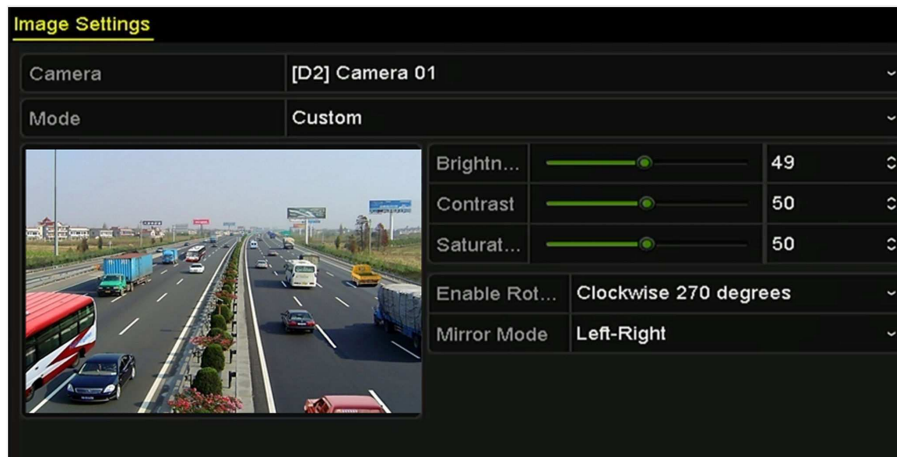 Image Settings
Camera [D2] Camera 01
Mode Custom
Brightn... 49
Contrast 50
Saturat... 50
Enable Rot... Clockwise 270 degrees
Mirror Mode Left-Right